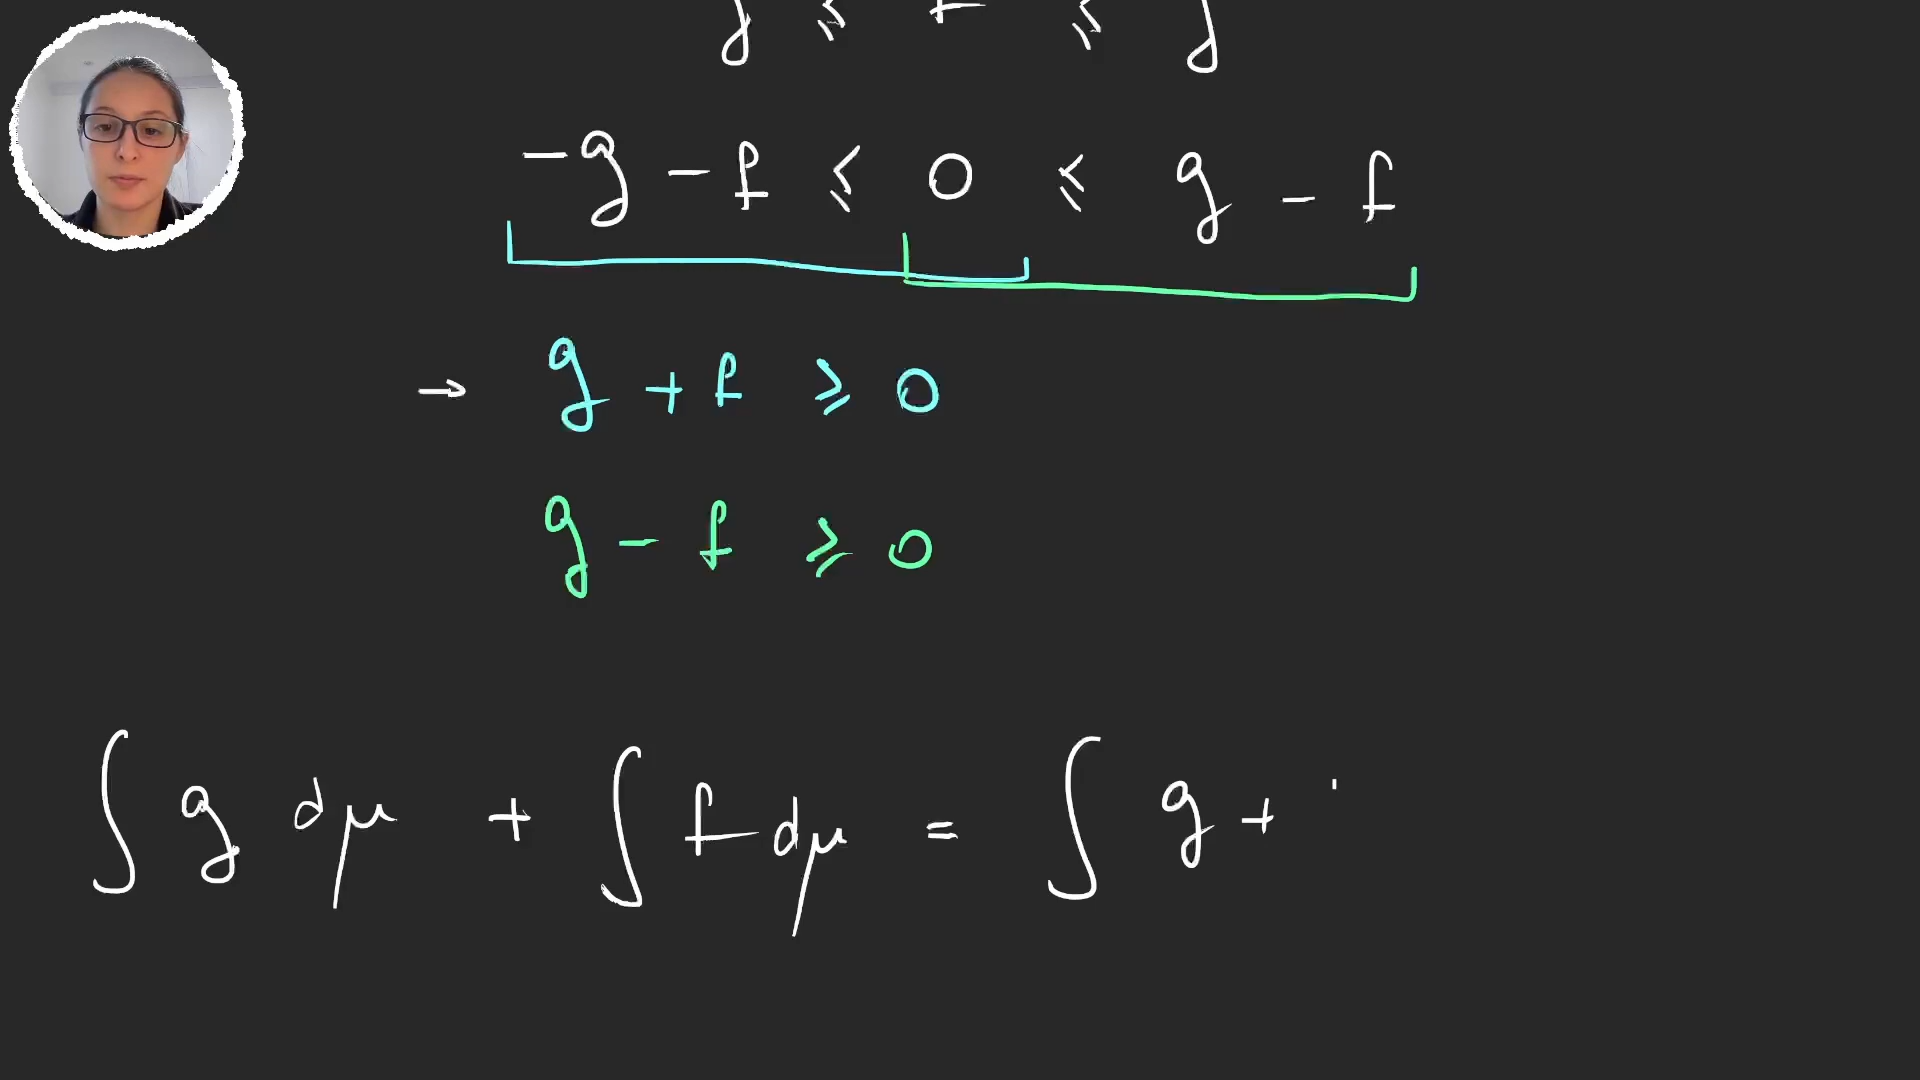 g ≤ f ≤ g
-g - f ≤ 0 ≤ g - f
→ g + f ≥ 0
g - f ≥ 0
∫ g dμ + ∫ f dμ = ∫ g +